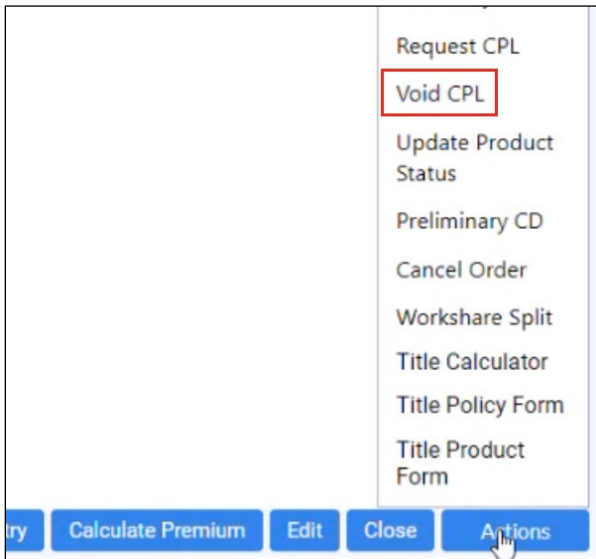 Request CPL
Void CPL
Update Product
Status
Preliminary CD
Cancel Order
Workshare Split
Title Calculator
Title Policy Form
Title Product
Form
try Calculate Premium Edit Close Actions